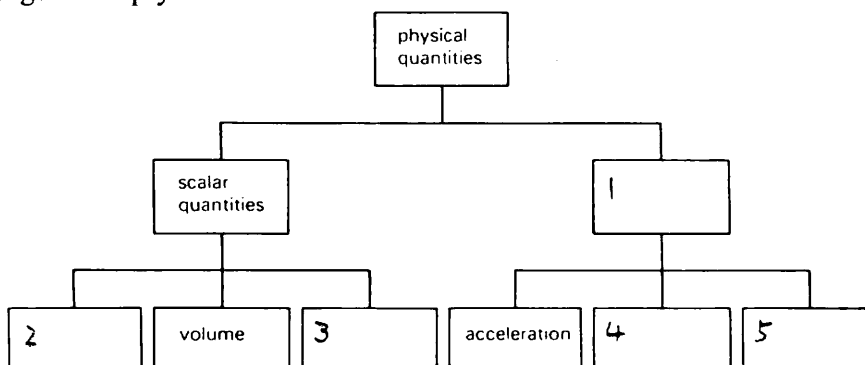 physical
quantities
scalar
quantities
1
2
volume
3
acceleration
4
5